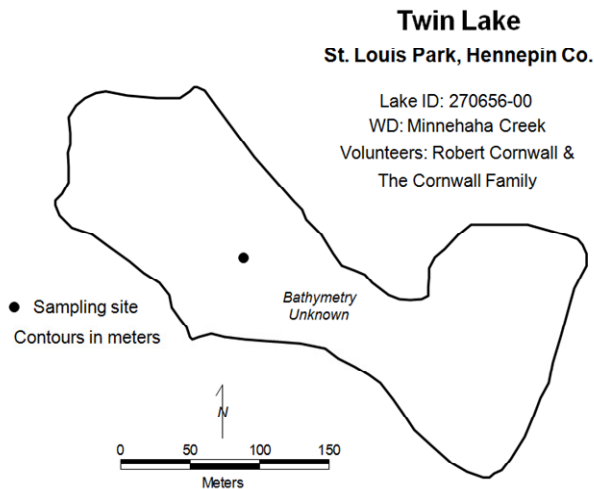 Twin Lake
St. Louis Park, Hennepin Co.
Lake ID: 270656-00
WD: Minnehaha Creek
Volunteers: Robert Cornwall &
The Cornwall Family
Bathymetry
Unknown
Sampling site
Contours in meters
N
0 50 100 150
Meters